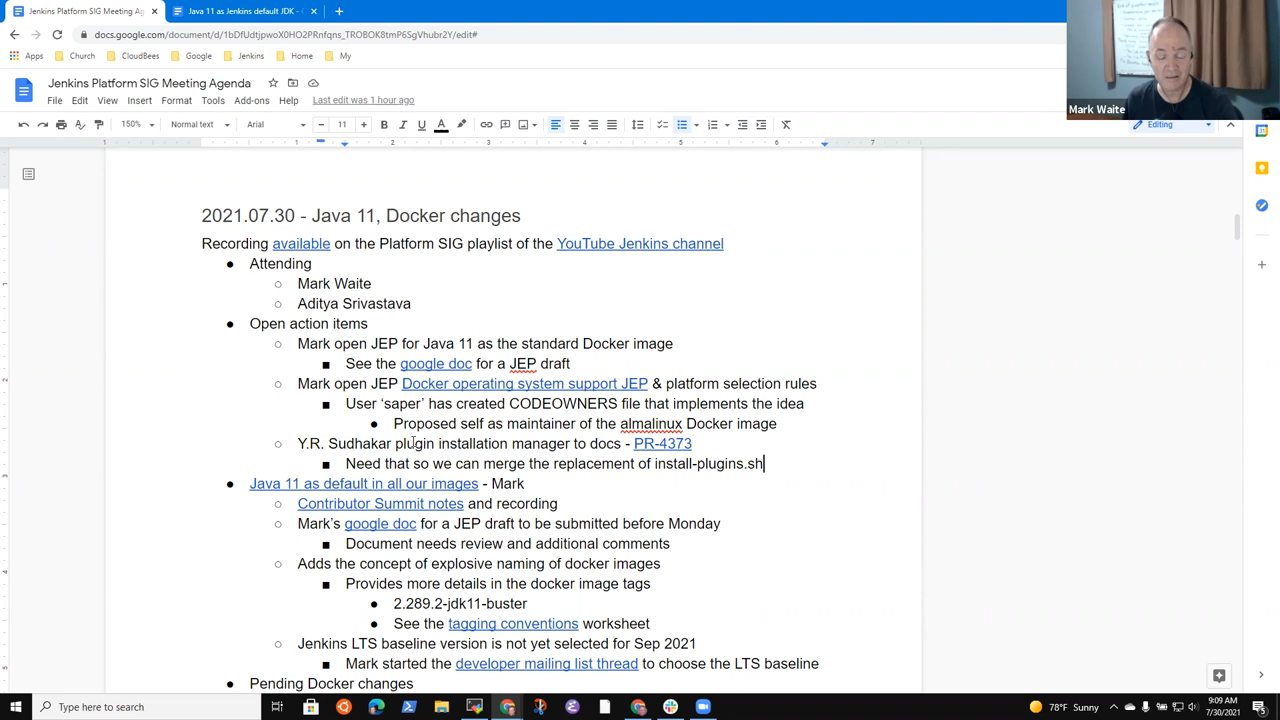 Jenkins Platform SIG Meeting Ag
Java 11 as Jenkins default JDK -
docs.google.com/document/d/
Apps Church CloudBees Google Jenkins Home My
Jenkins Platform SIG Meeting Agenda
File Edit View Insert Format Tools Add-ons Help Last edit was 1 hour ago
150% Normal text Arial 11 B I U A Editing
1 1 2 3 4 5 6 7
2021.07.30 - Java 11, Docker changes
Recording available on the Platform SIG playlist of the YouTube Jenkins channel
● Attending
○ Mark Waite
○ Aditya Srivastava
● Open action items
○ Mark open JEP for Java 11 as the standard Docker image
■ See the google doc for a JEP draft
○ Mark open JEP Docker operating system support JEP & platform selection rules
■ User ‘saper’ has created CODEOWNERS file that implements the idea
● Proposed self as maintainer of the almalinux Docker image
○ Y.R. Sudhakar plugin installation manager to docs - PR-4373
■ Need that so we can merge the replacement of install-plugins.sh
● Java 11 as default in all our images - Mark
○ Contributor Summit notes and recording
○ Mark’s google doc for a JEP draft to be submitted before Monday
■ Document needs review and additional comments
○ Adds the concept of explosive naming of docker images
■ Provides more details in the docker image tags
● 2.289.2-jdk11-buster
● See the tagging conventions worksheet
○ Jenkins LTS baseline version is not yet selected for Sep 2021
■ Mark started the developer mailing list thread to choose the LTS baseline
● Pending Docker changes
Mark Waite
Type here to search
78°F Sunny
9:09 AM
7/30/2021